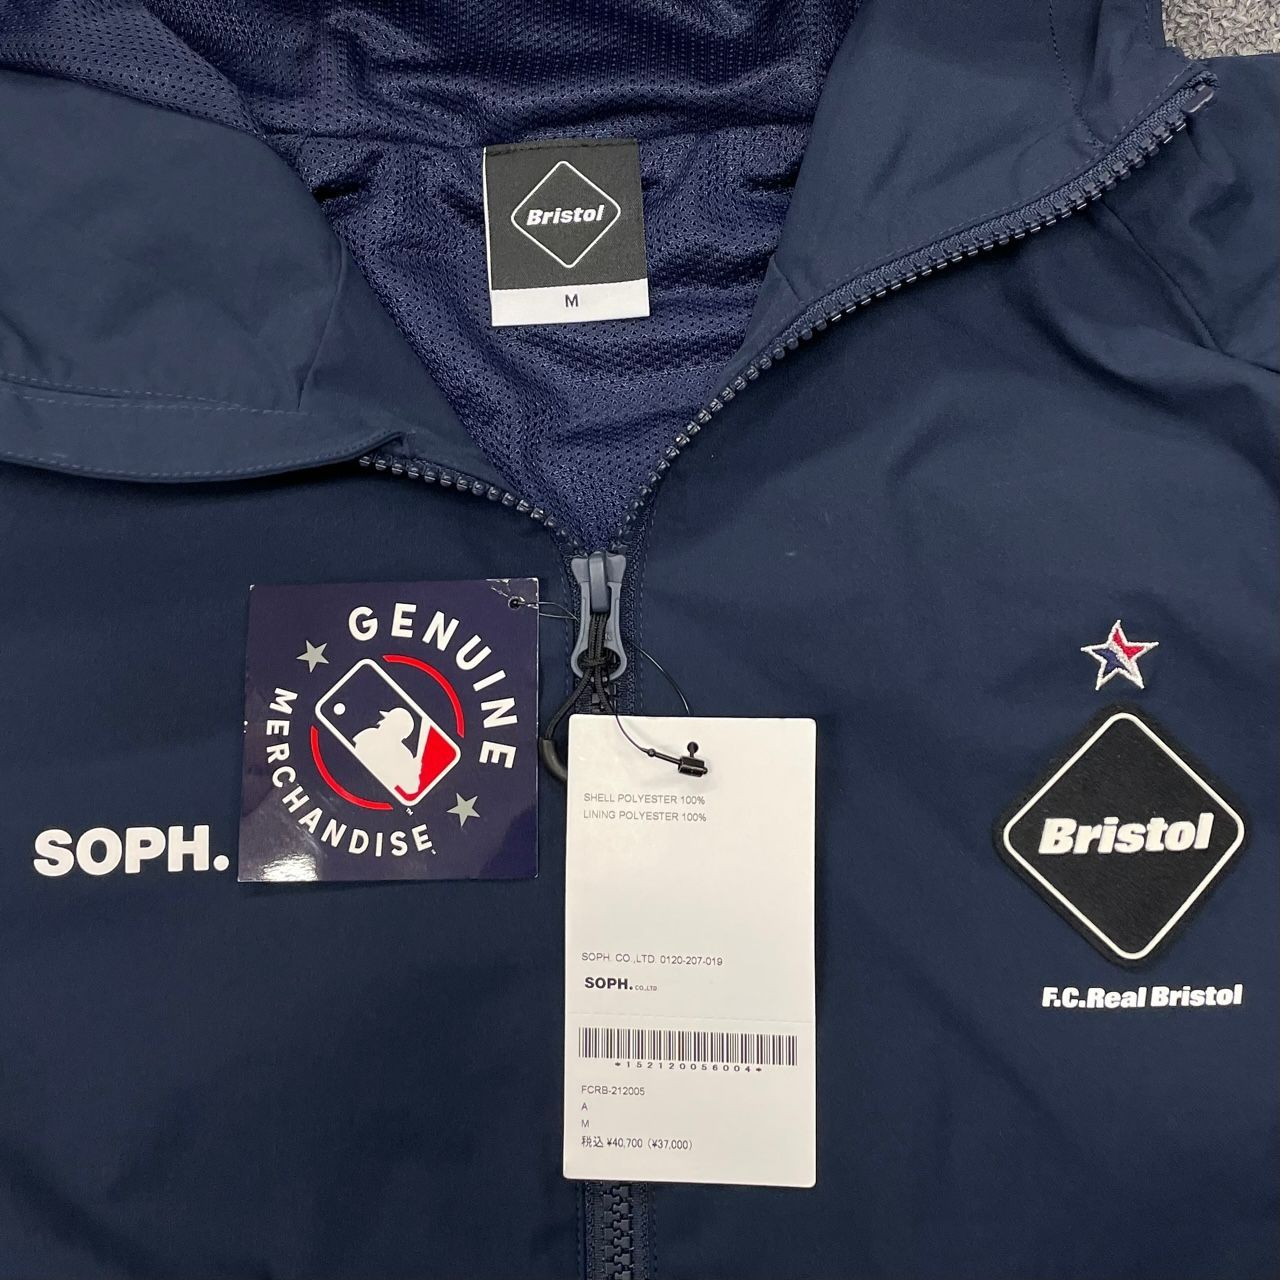 Bristol
M
GENUINE
MERCHANDISE
™
SOPH.
SHELL POLYESTER 100%
LINING POLYESTER 100%
SOPH. CO.,LTD. 0120-207-019
SOPH. CO.,LTD.
*152120056004*
FCRB-212005
A
M
税込 ¥40,700 (¥37,000)
Bristol
F.C.Real Bristol